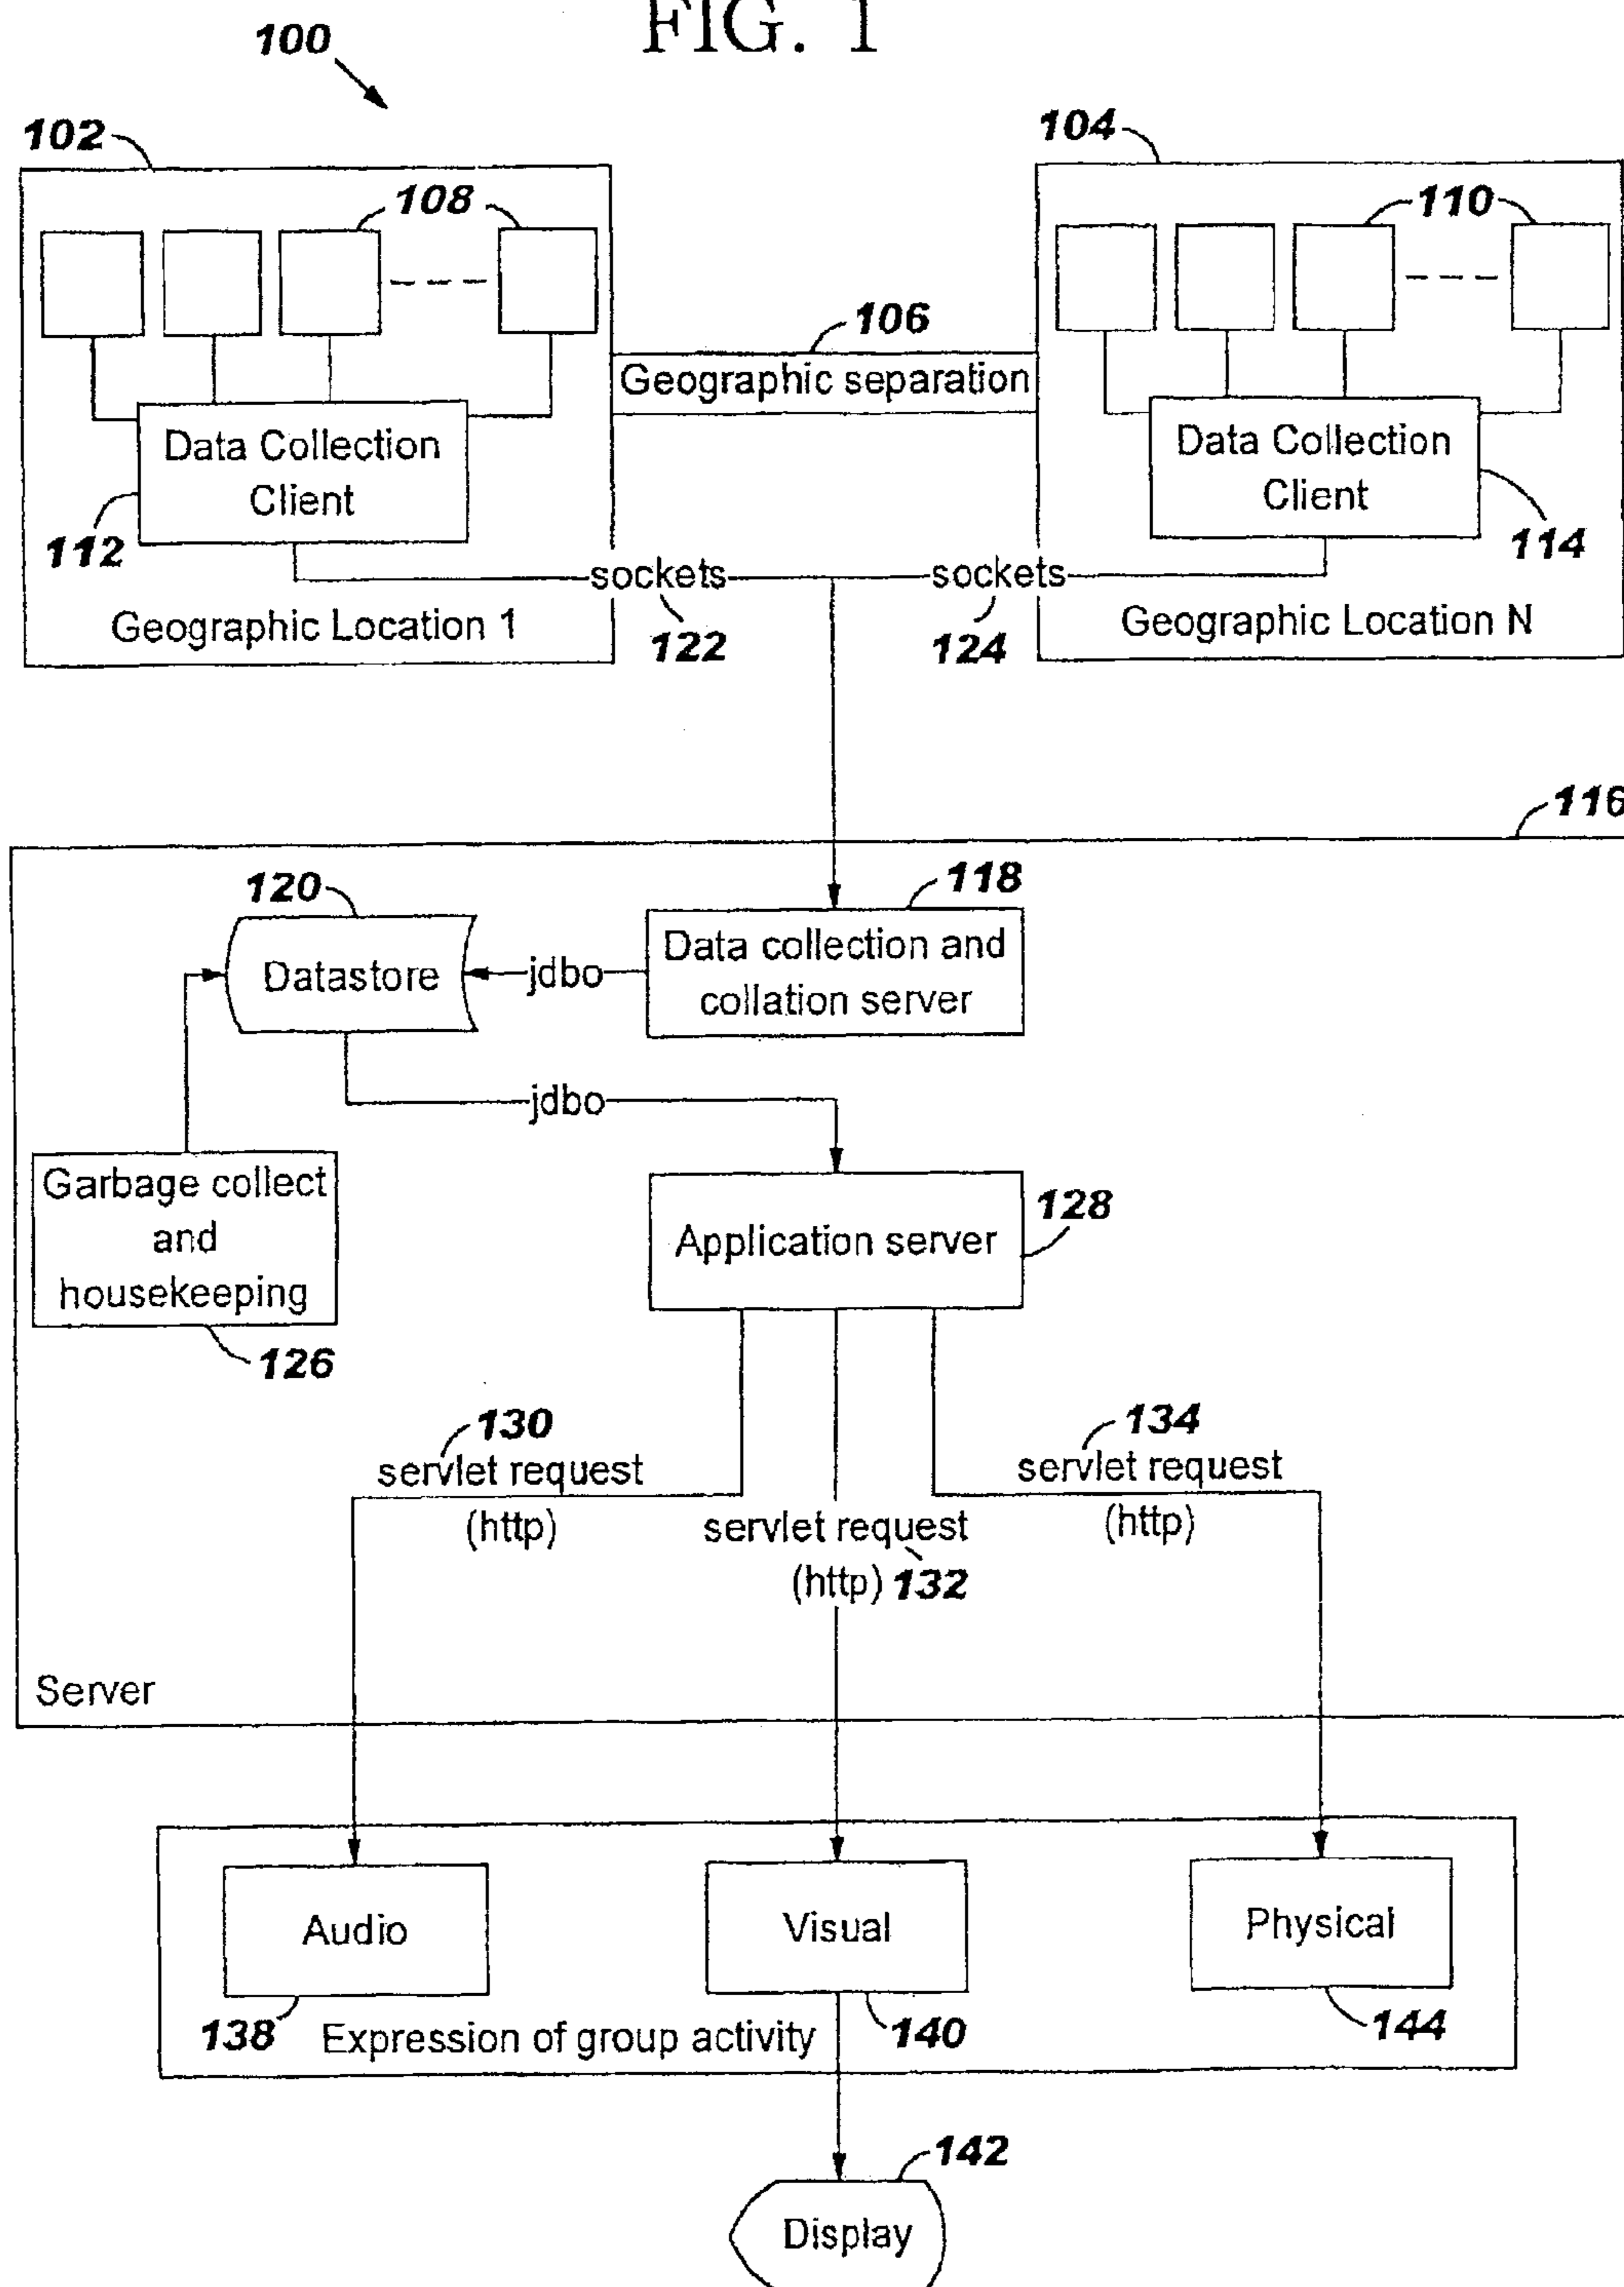 FIG. 1
100
102
104
108
110
106
Geographic separation
Data Collection
Client
Data Collection
Client
112
114
sockets
sockets
122
124
Geographic Location 1
Geographic Location N
116
120
118
Datastore
jdbo
Data collection and
collation server
jdbo
Garbage collect
and
housekeeping
126
Application server
128
130
servlet request
(http)
servlet request
(http) 132
134
servlet request
(http)
Server
Audio
Visual
Physical
138
140
144
Expression of group activity
142
Display